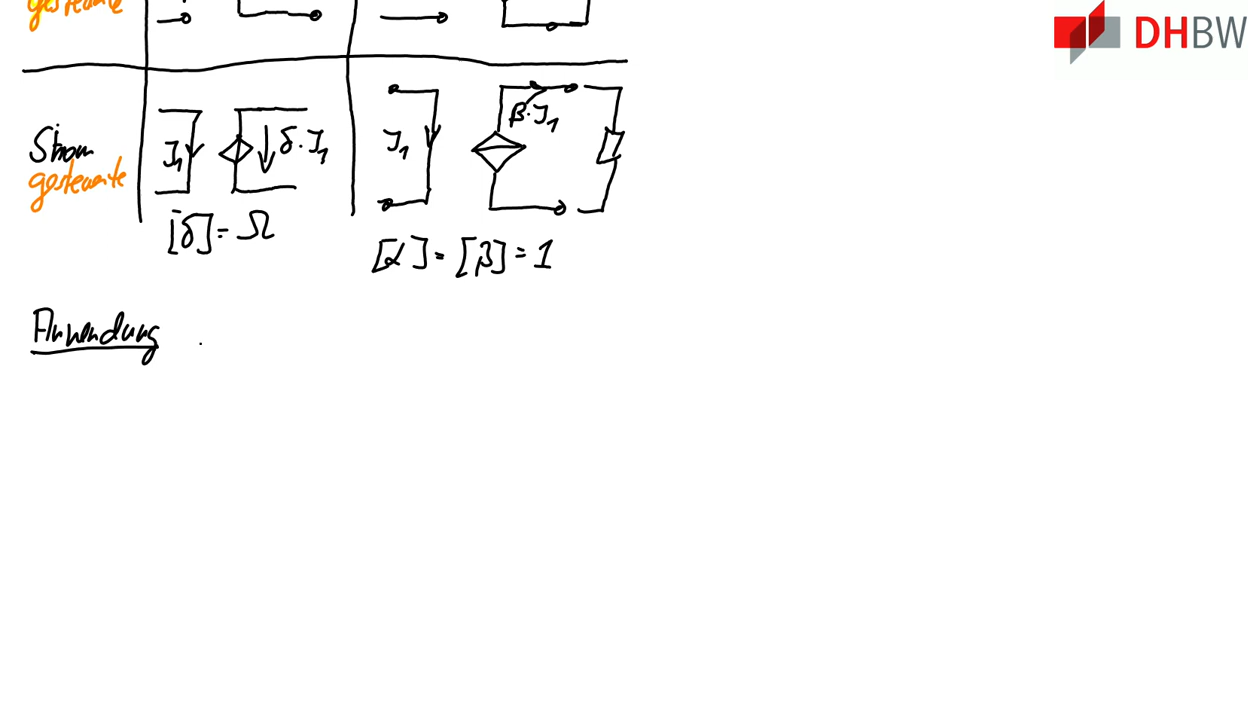 gesteuerte
DHBW
Strom
gesteuerte
I₁
δ · I₁
[δ] = Ω
I₁
β · I₁
[α] = [β] = 1
Anwendung